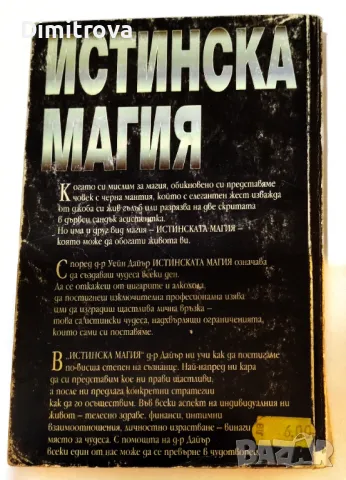 Dimitrova
ИСТИНСКА
МАГИЯ
Когато си мислим за магия, обикновено си представяме
човек с черна мантия, който с елегантен жест изважда
от джоба си жив гълъб или разрязва на две скритата
в дървен сандък асистентка.
Но има и друг вид магия – ИСТИНСКАТА МАГИЯ
която може да обогати живота ви.
Според д-р Уейн Дайър ИСТИНСКАТА МАГИЯ означава
да създаваш чудеса всеки ден.
Да се откажеш от цигарите и алкохола,
да постигнеш изключителна професионална изява
или да изградиш щастлива лична връзка –
това са истински чудеса, надхвърлящи ограниченията,
които сами си поставяме.
В „ИСТИНСКА МАГИЯ" д-р Дайър ни учи как да постигаме
по-висша степен на съзнание. Най-напред ни кара
да си представим кое ни прави щастливи,
а после ни предлага конкретни стратегии
как да го осъществим. Във всеки аспект на индивидуалния ни
живот – телесно здраве, финанси, интимни
взаимоотношения, личностно израстване – винаги
място за чудеса. С помощта на д-р Дайър
всеки един от нас може да се превърне в чудотворец.
6,09
bazar